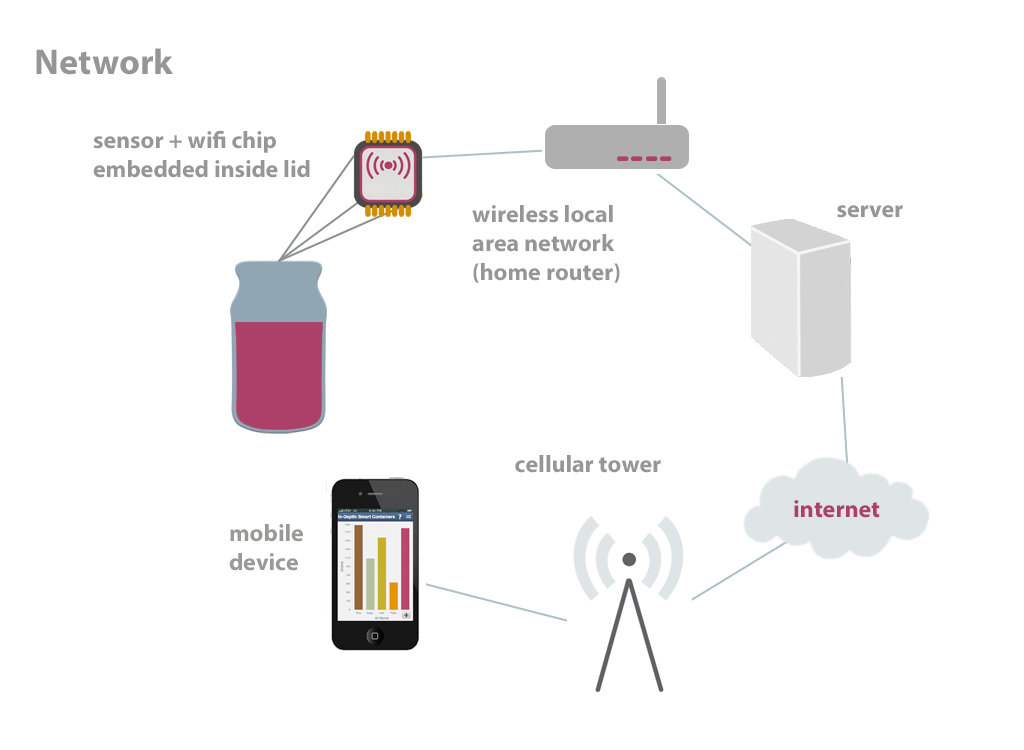 Network
sensor + wifi chip
embedded inside lid
wireless local
area network
(home router)
server
cellular tower
internet
mobile
device
In-Depth: Smart Containers